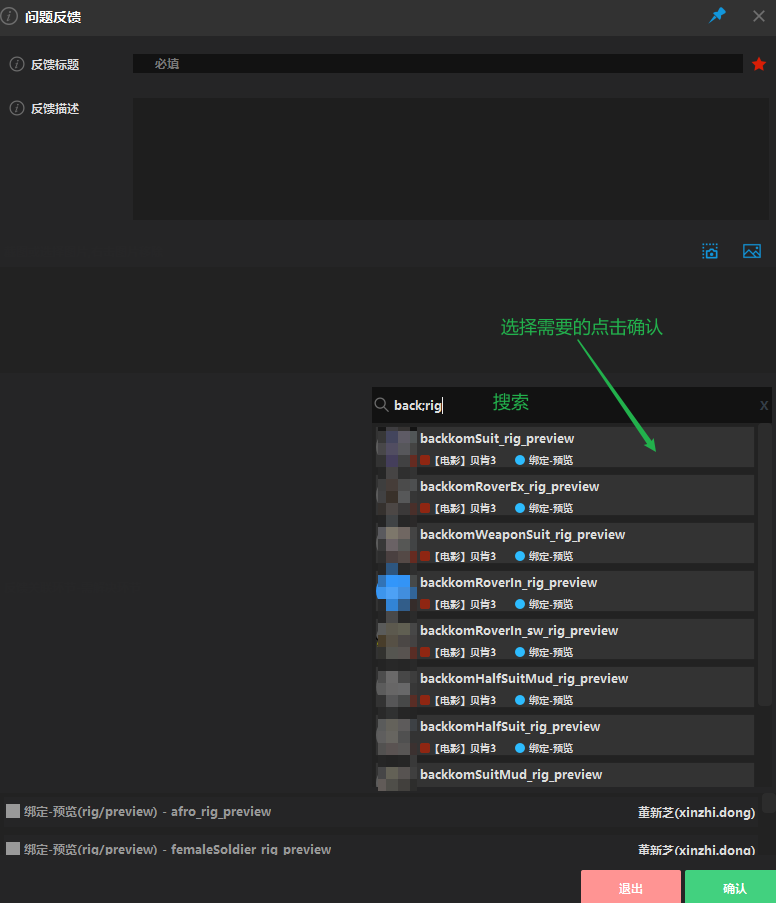 问题反馈
反馈标题
必填
反馈描述
选择需要的点击确认
back;rig 搜索 X
backkomSuit_rig_preview
【电影】贝肯3 绑定-预览
backkomRoverEx_rig_preview
【电影】贝肯3 绑定-预览
backkomWeaponSuit_rig_preview
【电影】贝肯3 绑定-预览
backkomRoverIn_rig_preview
【电影】贝肯3 绑定-预览
backkomRoverIn_sw_rig_preview
【电影】贝肯3 绑定-预览
backkomHalfSuitMud_rig_preview
【电影】贝肯3 绑定-预览
backkomHalfSuit_rig_preview
【电影】贝肯3 绑定-预览
backkomSuitMud_rig_preview
绑定-预览(rig/preview) - afro_rig_preview 董新芝(xinzhi.dong)
绑定-预览(rig/preview) - femaleSoldier_rig_preview 董新芝(xinzhi.dong)
退出 确认